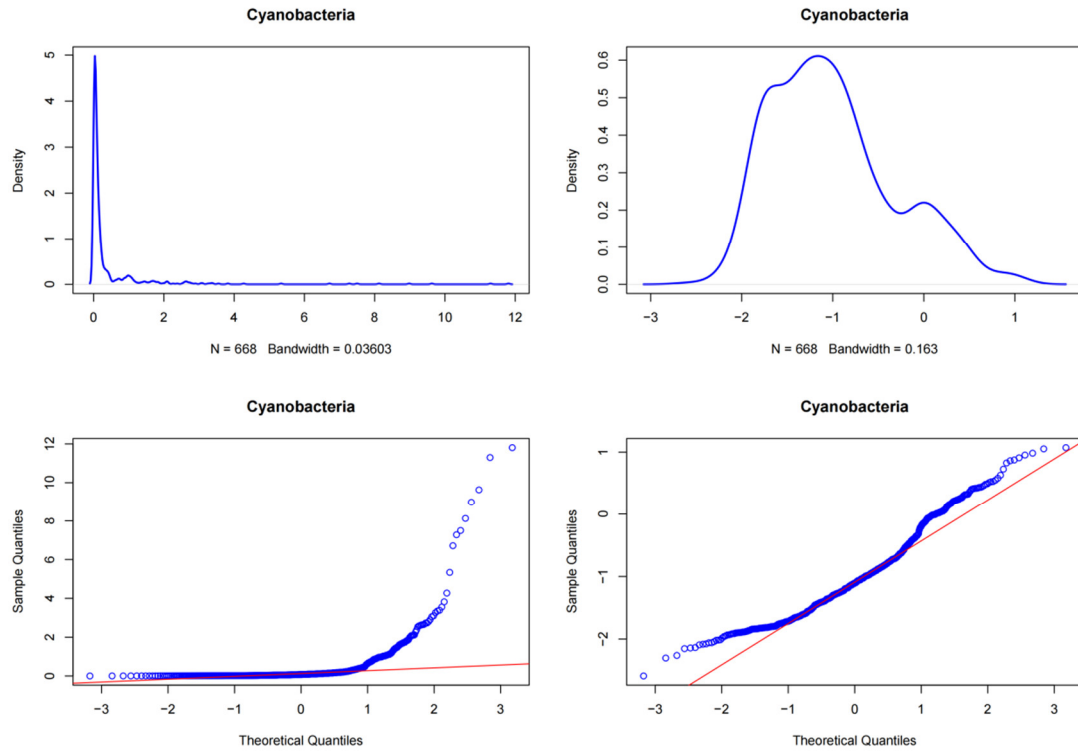 Cyanobacteria
Density
5
4
3
2
1
0
0 2 4 6 8 10 12
N = 668 Bandwidth = 0.03603
Cyanobacteria
Density
0.6
0.5
0.4
0.3
0.2
0.1
0.0
−3 −2 −1 0 1
N = 668 Bandwidth = 0.163
Cyanobacteria
Sample Quantiles
12
10
8
6
4
2
0
−3 −2 −1 0 1 2 3
Theoretical Quantiles
Cyanobacteria
Sample Quantiles
1
0
−1
−2
−3 −2 −1 0 1 2 3
Theoretical Quantiles